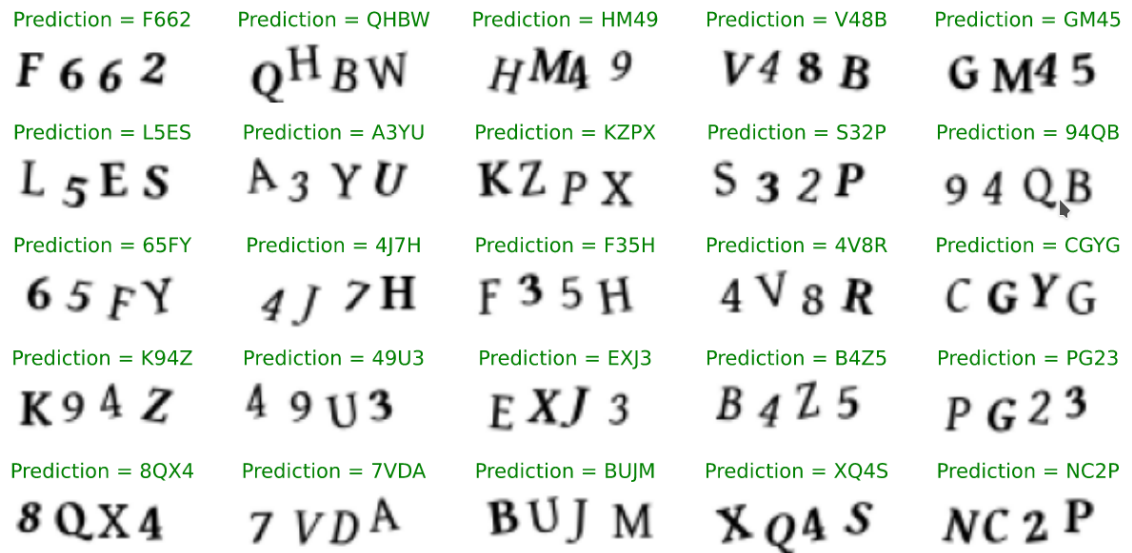 Prediction = F662 Prediction = QHBW Prediction = HM49 Prediction = V48B Prediction = GM45
F662 QHBW HM49 V48B GM45
Prediction = L5ES Prediction = A3YU Prediction = KZPX Prediction = S32P Prediction = 94QB
L5ES A3YU KZPX S32P 94QB
Prediction = 65FY Prediction = 4J7H Prediction = F35H Prediction = 4V8R Prediction = CGYG
65FY 4J7H F35H 4V8R CGYG
Prediction = K94Z Prediction = 49U3 Prediction = EXJ3 Prediction = B4Z5 Prediction = PG23
K94Z 49U3 EXJ3 B4Z5 PG23
Prediction = 8QX4 Prediction = 7VDA Prediction = BUJM Prediction = XQ4S Prediction = NC2P
8QX4 7VDA BUJM XQ4S NC2P